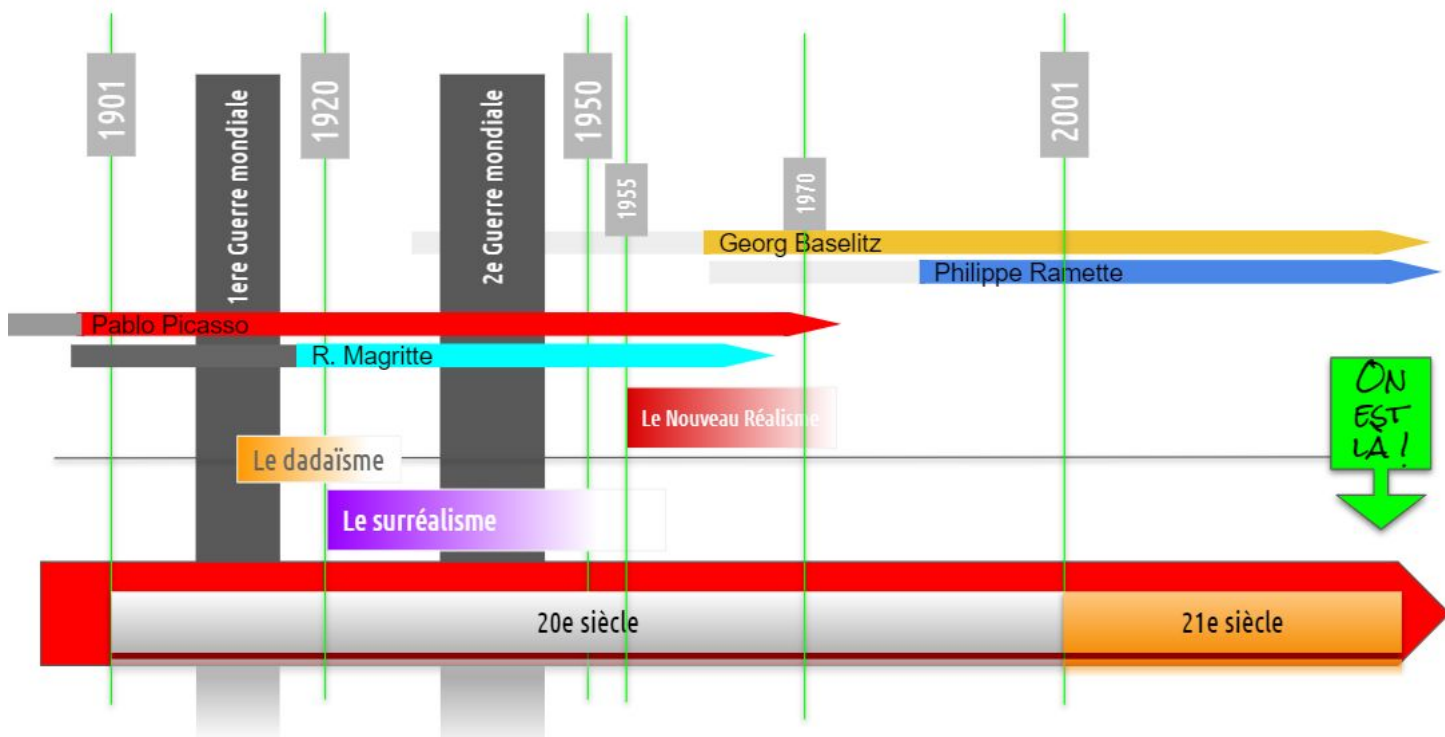 1901
1ere Guerre mondiale
1920
2e Guerre mondiale
1950
1955
1970
2001
Georg Baselitz
Philippe Ramette
Pablo Picasso
R. Magritte
Le Nouveau Réalisme
ON
EST
LÀ !
Le dadaïsme
Le surréalisme
20e siècle
21e siècle